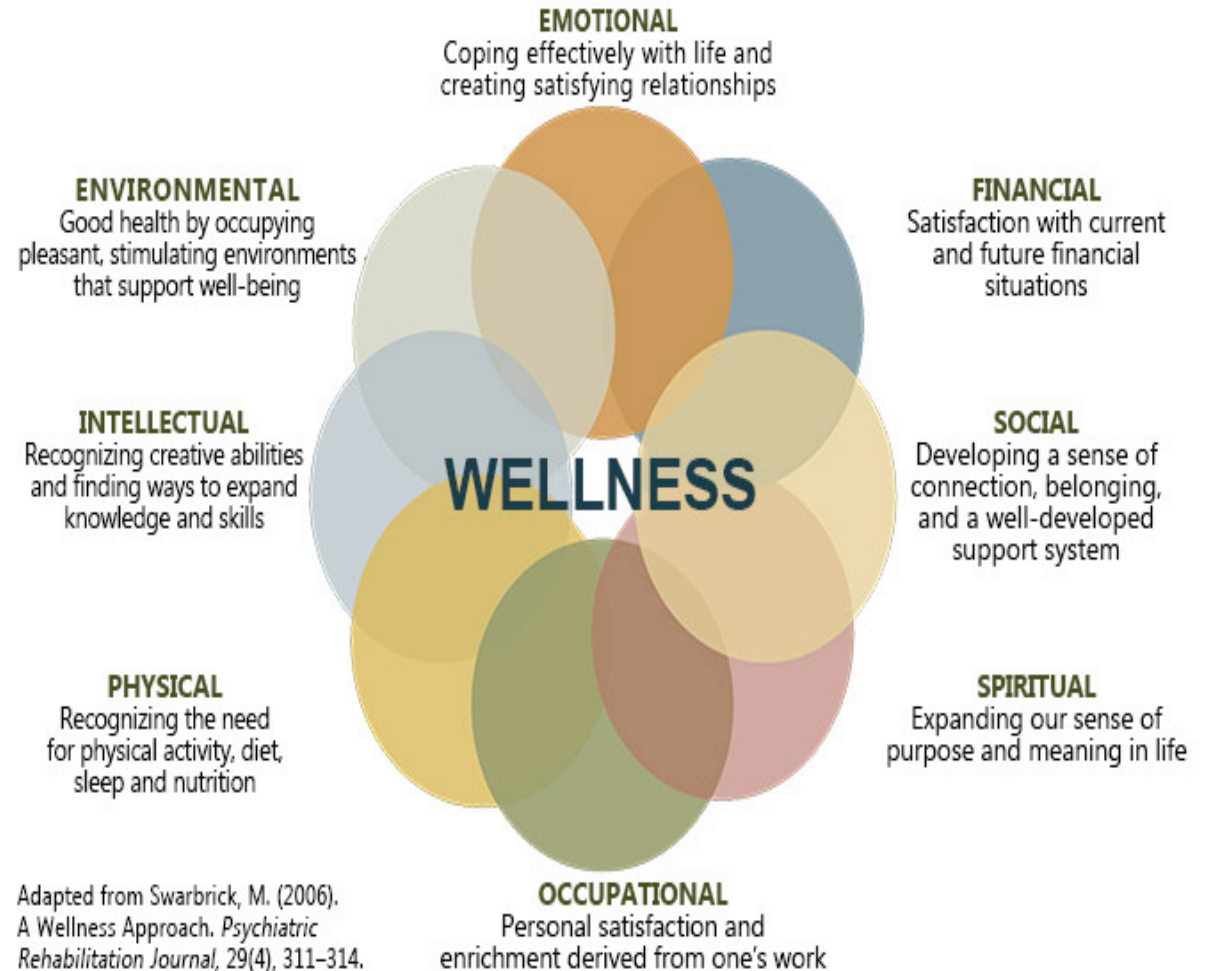 EMOTIONAL
Coping effectively with life and
creating satisfying relationships
ENVIRONMENTAL
Good health by occupying
pleasant, stimulating environments
that support well-being
FINANCIAL
Satisfaction with current
and future financial
situations
INTELLECTUAL
Recognizing creative abilities
and finding ways to expand
knowledge and skills
WELLNESS
SOCIAL
Developing a sense of
connection, belonging,
and a well-developed
support system
PHYSICAL
Recognizing the need
for physical activity, diet,
sleep and nutrition
SPIRITUAL
Expanding our sense of
purpose and meaning in life
OCCUPATIONAL
Personal satisfaction and
enrichment derived from one's work
Adapted from Swarbrick, M. (2006).
A Wellness Approach. Psychiatric
Rehabilitation Journal, 29(4), 311–314.